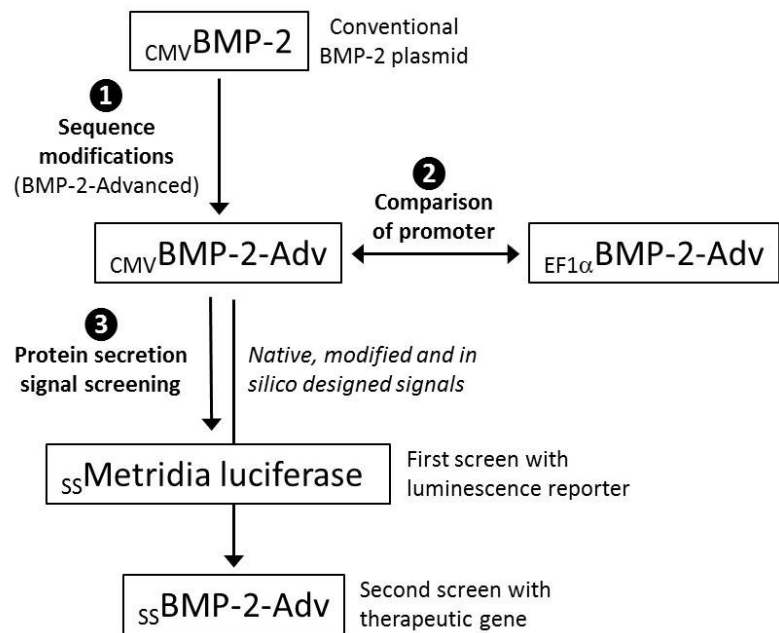 CMVBMP-2
Conventional
BMP-2 plasmid
1
Sequence
modifications
(BMP-2-Advanced)
2
Comparison
of promoter
CMVBMP-2-Adv
EF1αBMP-2-Adv
3
Protein secretion
signal screening
Native, modified and in
silico designed signals
SSMetridia luciferase
First screen with
luminescence reporter
SSBMP-2-Adv
Second screen with
therapeutic gene